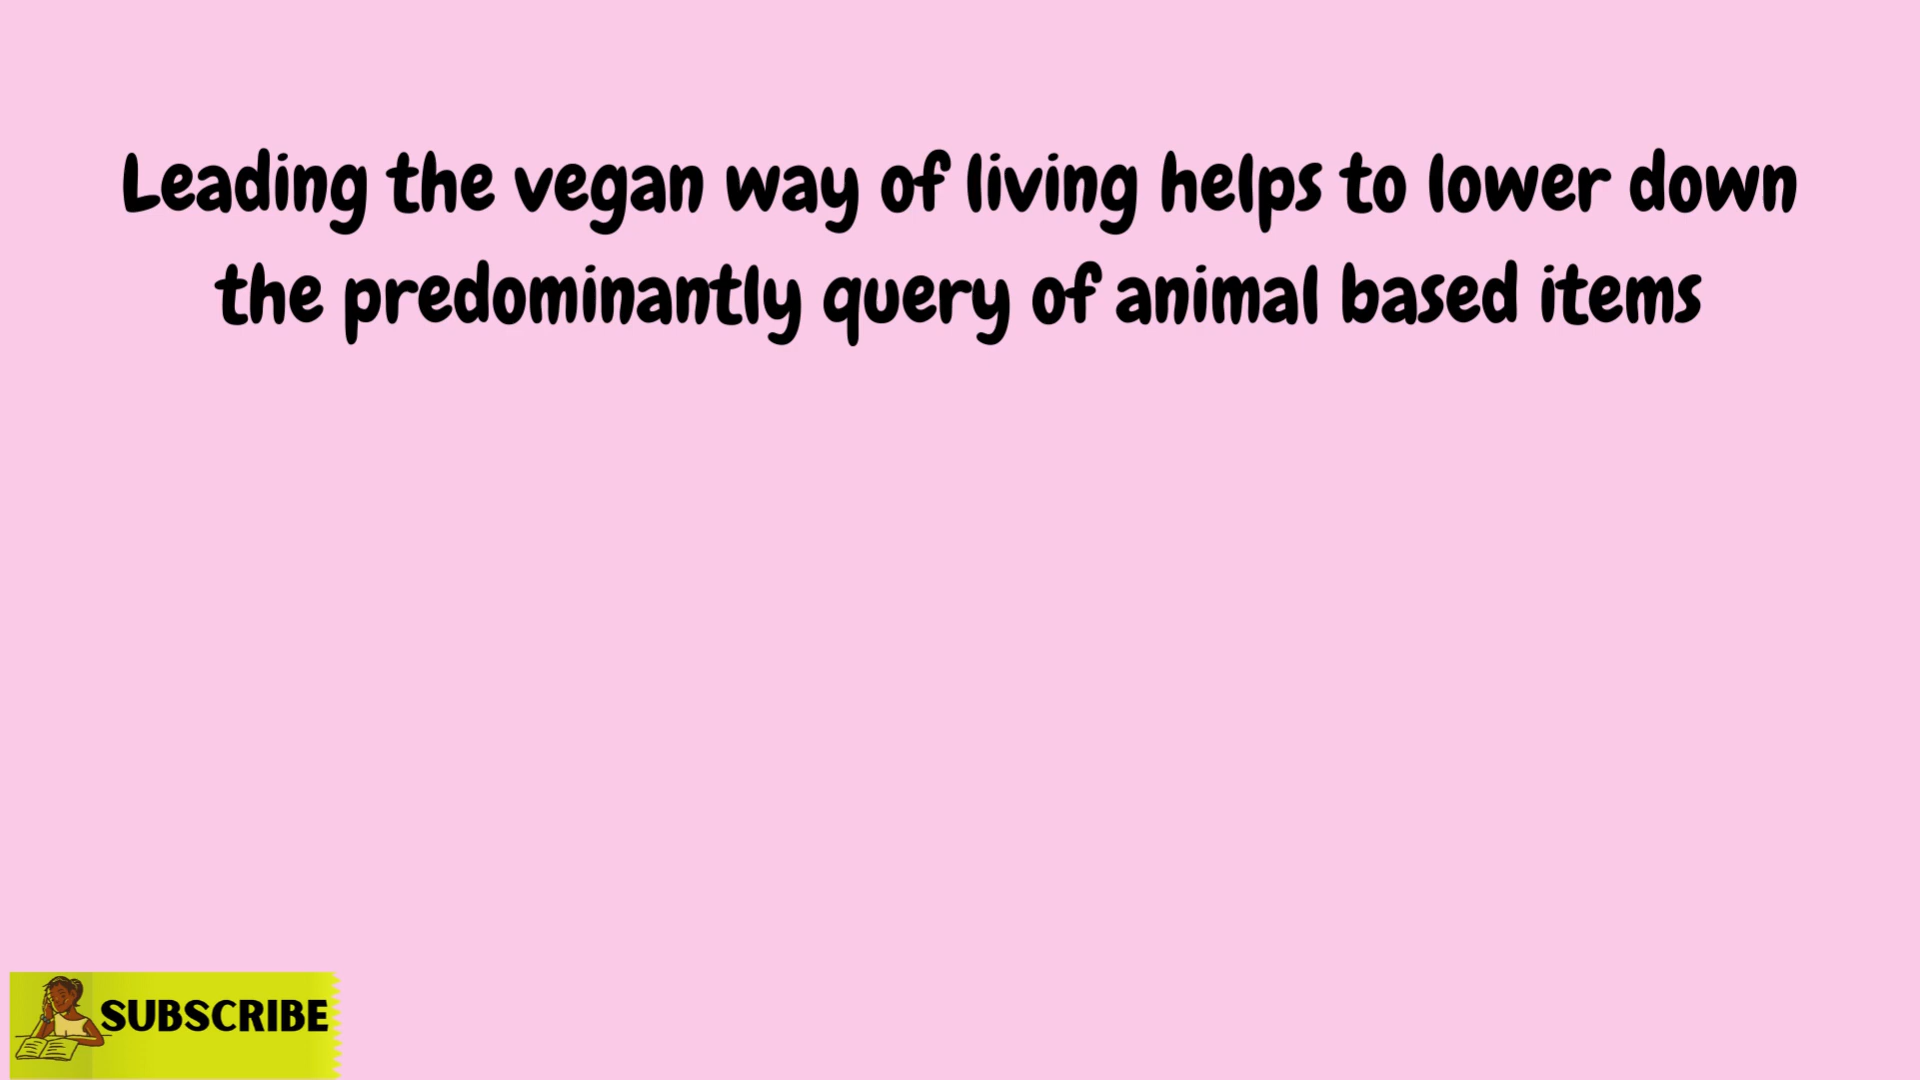 Leading the vegan way of living helps to lower down
the predominantly query of animal based items
SUBSCRIBE